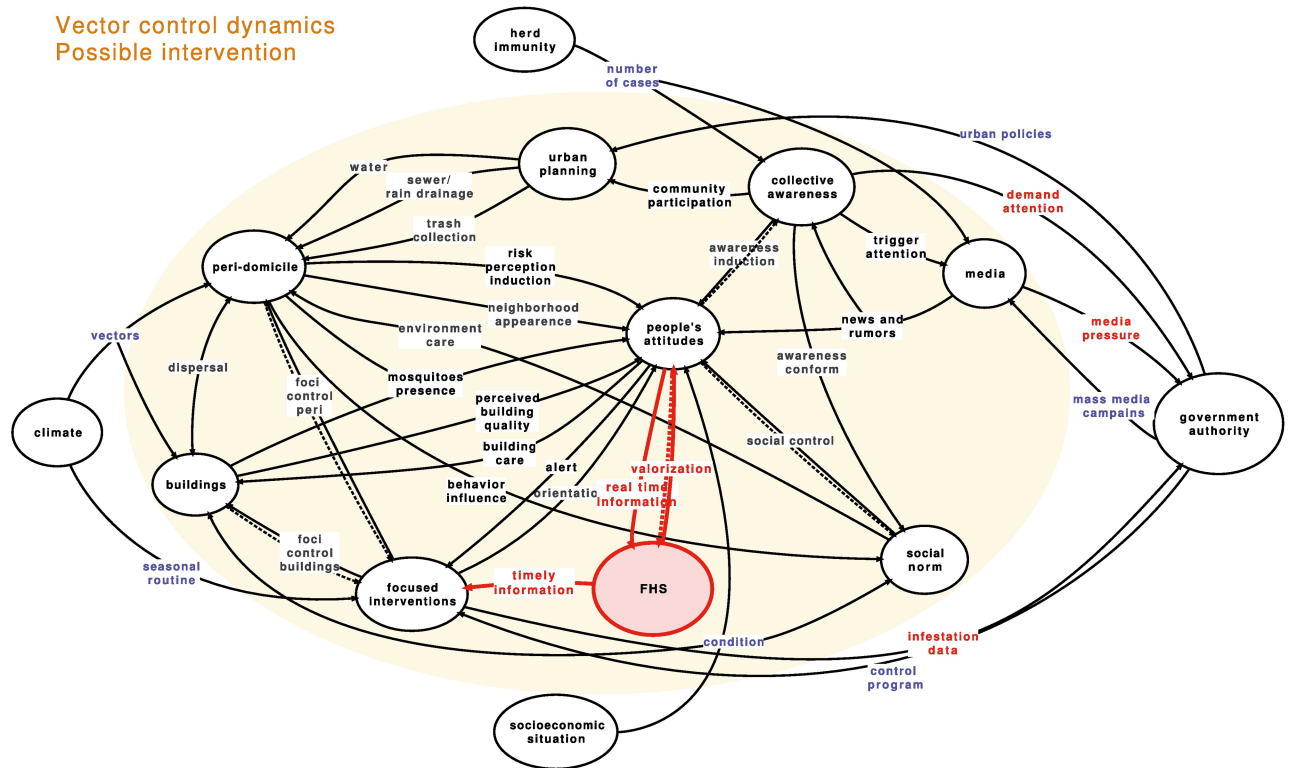 Vector control dynamics
Possible intervention
herd
immunity
number
of cases
urban policies
urban
planning
water
sewer/
rain drainage
trash
collection
community
participation
collective
awareness
demand
attention
trigger
attention
awareness
induction
peri-domicile
risk
perception
induction
neighborhood
appearence
environment
care
people's
attitudes
media
news and
rumors
media
pressure
awareness
conform
mass media
campains
government
authority
vectors
dispersal
foci
control
peri
mosquitoes
presence
perceived
building
quality
building
care
climate
buildings
behavior
influence
alert
orientatio
valorization
real time
information
social control
foci
control
buildings
seasonal
routine
focused
interventions
timely
information
FHS
social
norm
condition
infestation
data
control
program
socioeconomic
situation